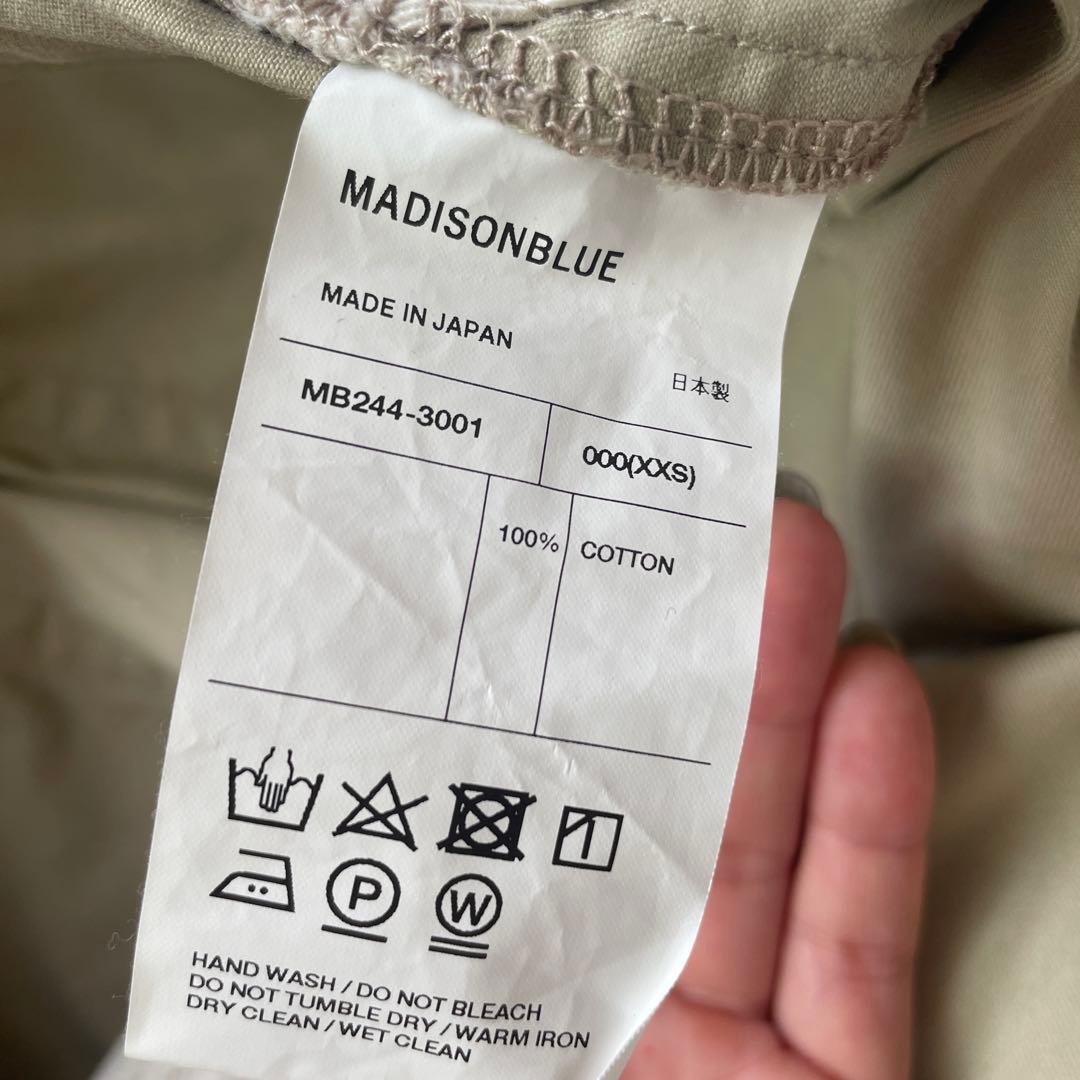 MADISONBLUE
MADE IN JAPAN
日本製
MB244-3001
000(XXS)
100% COTTON
P
W
HAND WASH / DO NOT BLEACH
DO NOT TUMBLE DRY / WARM IRON
DRY CLEAN / WET CLEAN